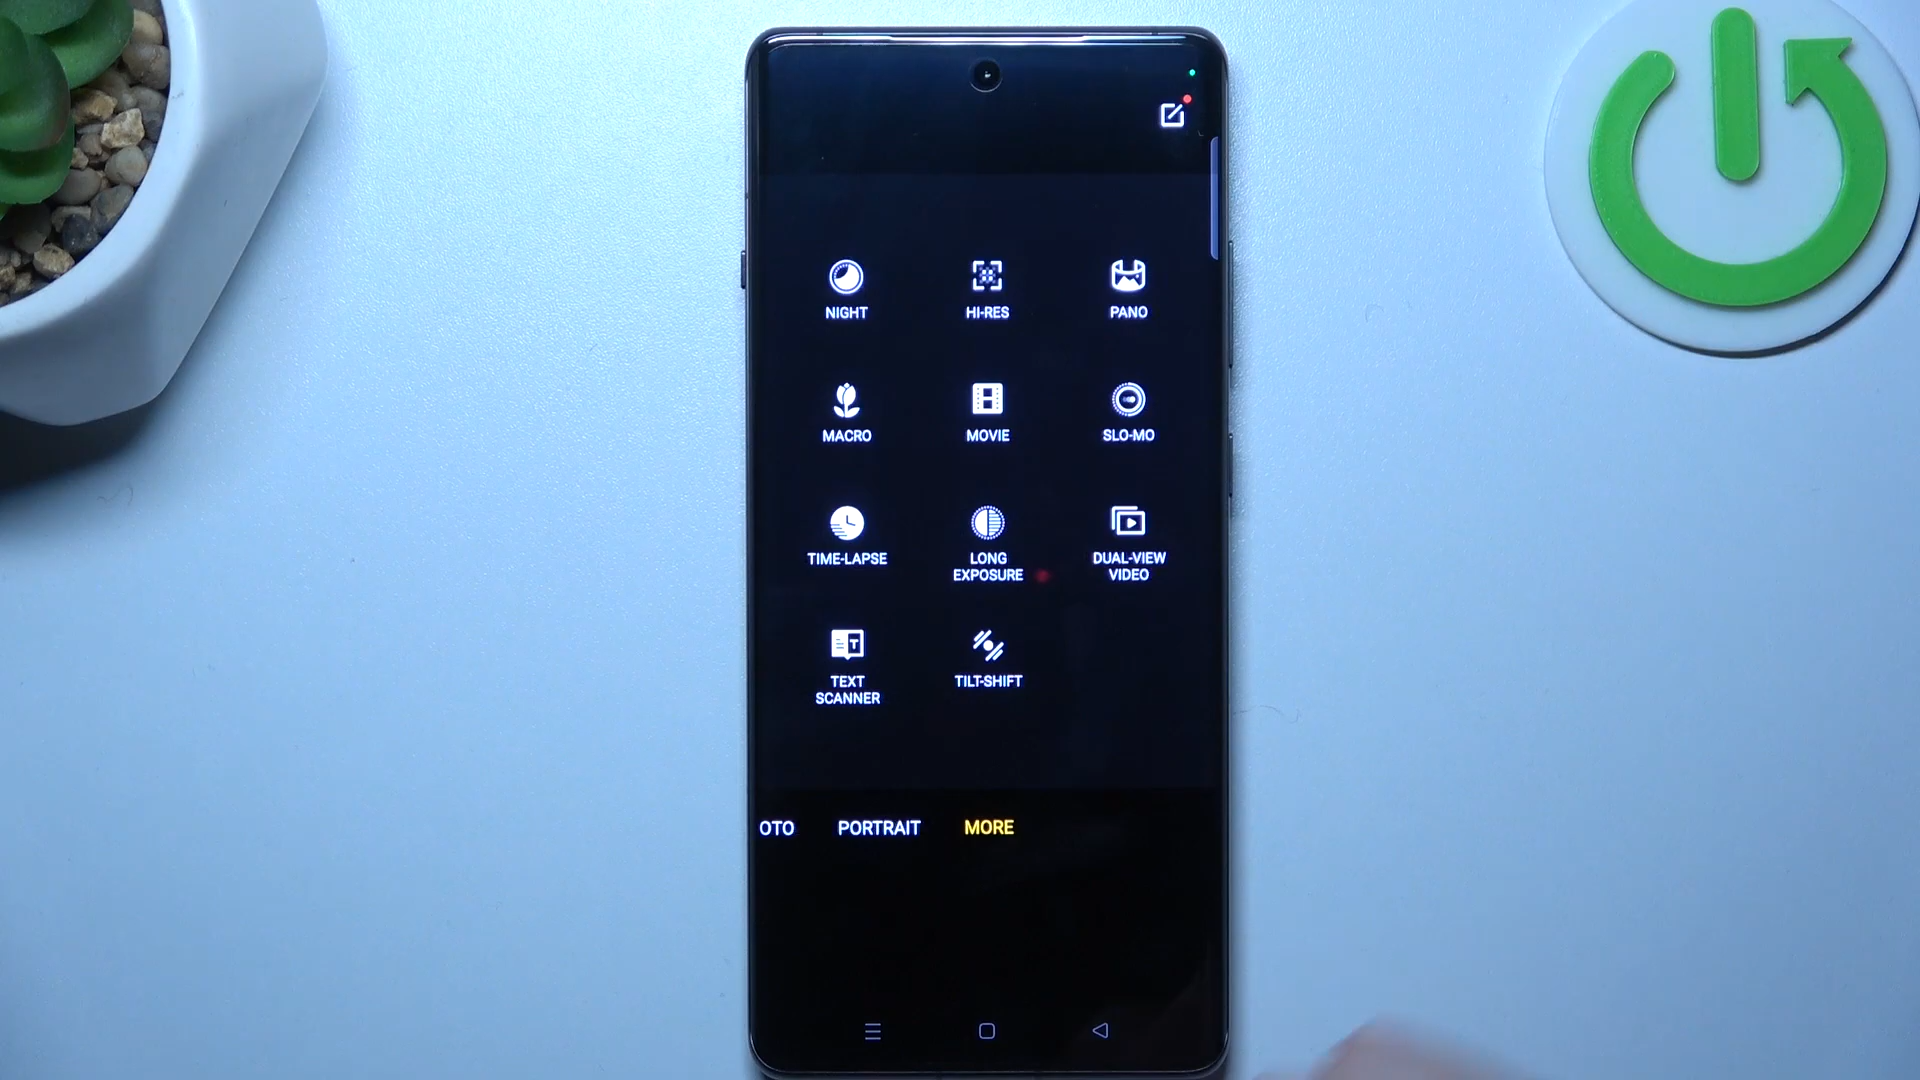 NIGHT
HI-RES
PANO
MACRO
MOVIE
SLO-MO
TIME-LAPSE
LONG
EXPOSURE
DUAL-VIEW
VIDEO
TEXT
SCANNER
TILT-SHIFT
OTO
PORTRAIT
MORE